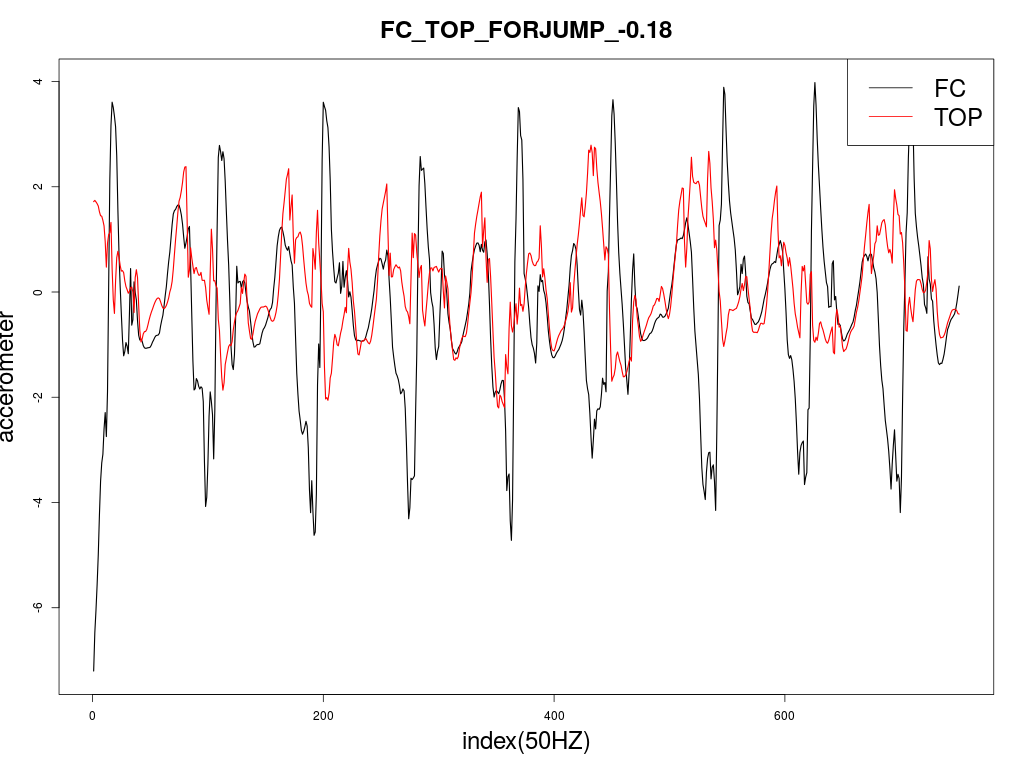 FC_TOP_FORJUMP_-0.18
FC
TOP
4
2
0
-2
-4
-6
accerometer
0
200
400
600
index(50HZ)